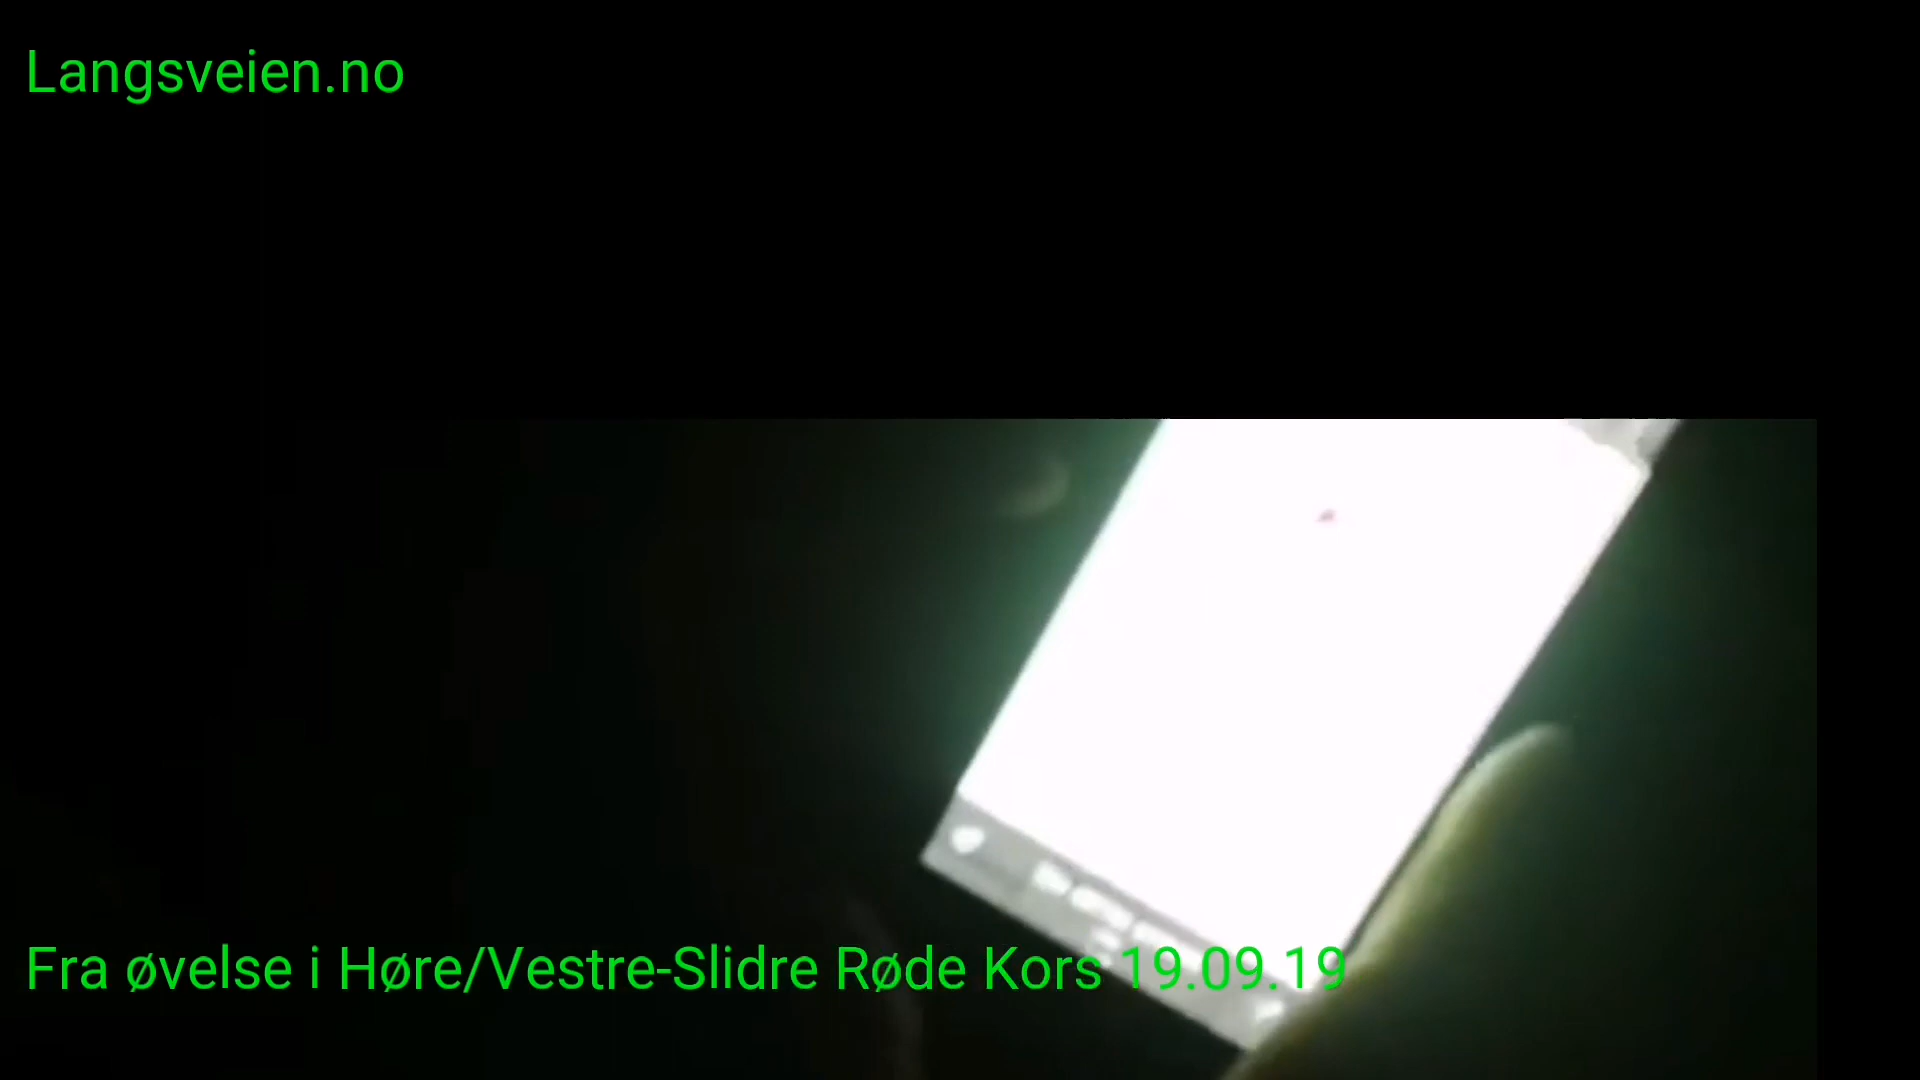 Langsveien.no
Fra øvelse i Høre/Vestre-Slidre Røde Kors 19.09.19